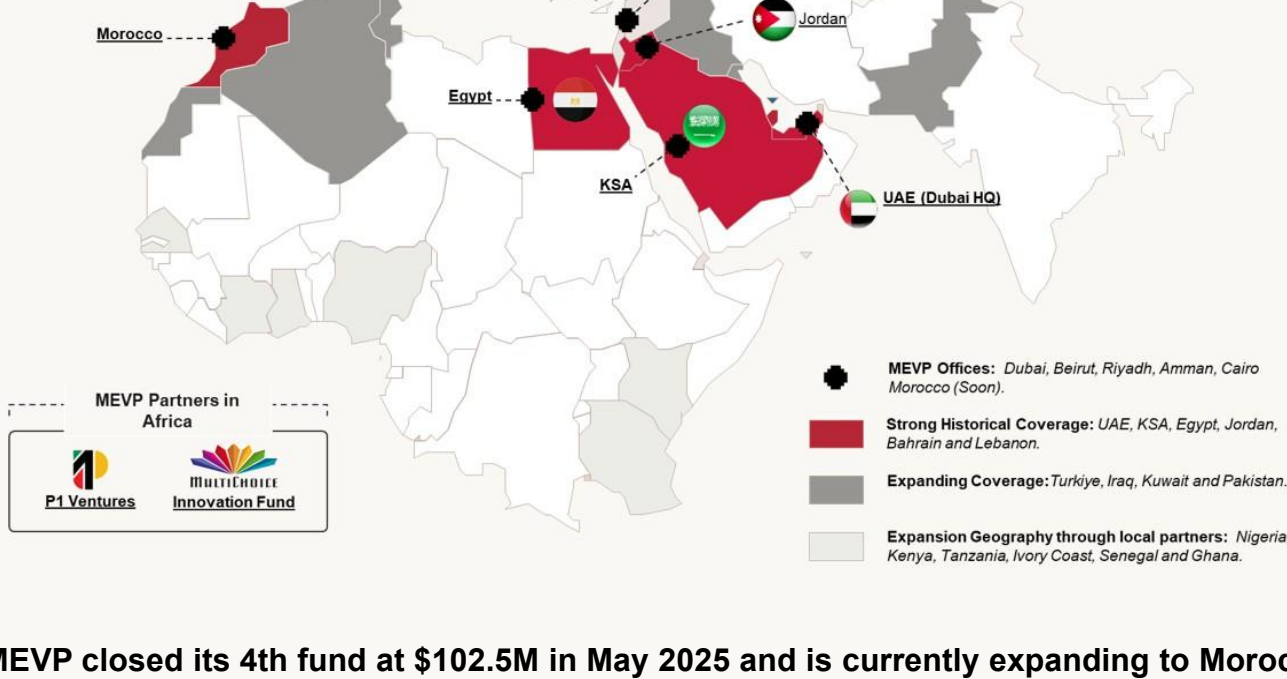 Jordan
Morocco
Egypt
KSA
UAE (Dubai HQ)
MEVP Partners in
Africa
P1 Ventures
MULTICHOICE
Innovation Fund
MEVP Offices: Dubai, Beirut, Riyadh, Amman, Cairo
Morocco (Soon).
Strong Historical Coverage: UAE, KSA, Egypt, Jordan,
Bahrain and Lebanon.
Expanding Coverage:Turkiye, Iraq, Kuwait and Pakistan.
Expansion Geography through local partners: Nigeria
Kenya, Tanzania, Ivory Coast, Senegal and Ghana.
MEVP closed its 4th fund at $102.5M in May 2025 and is currently expanding to Moroc